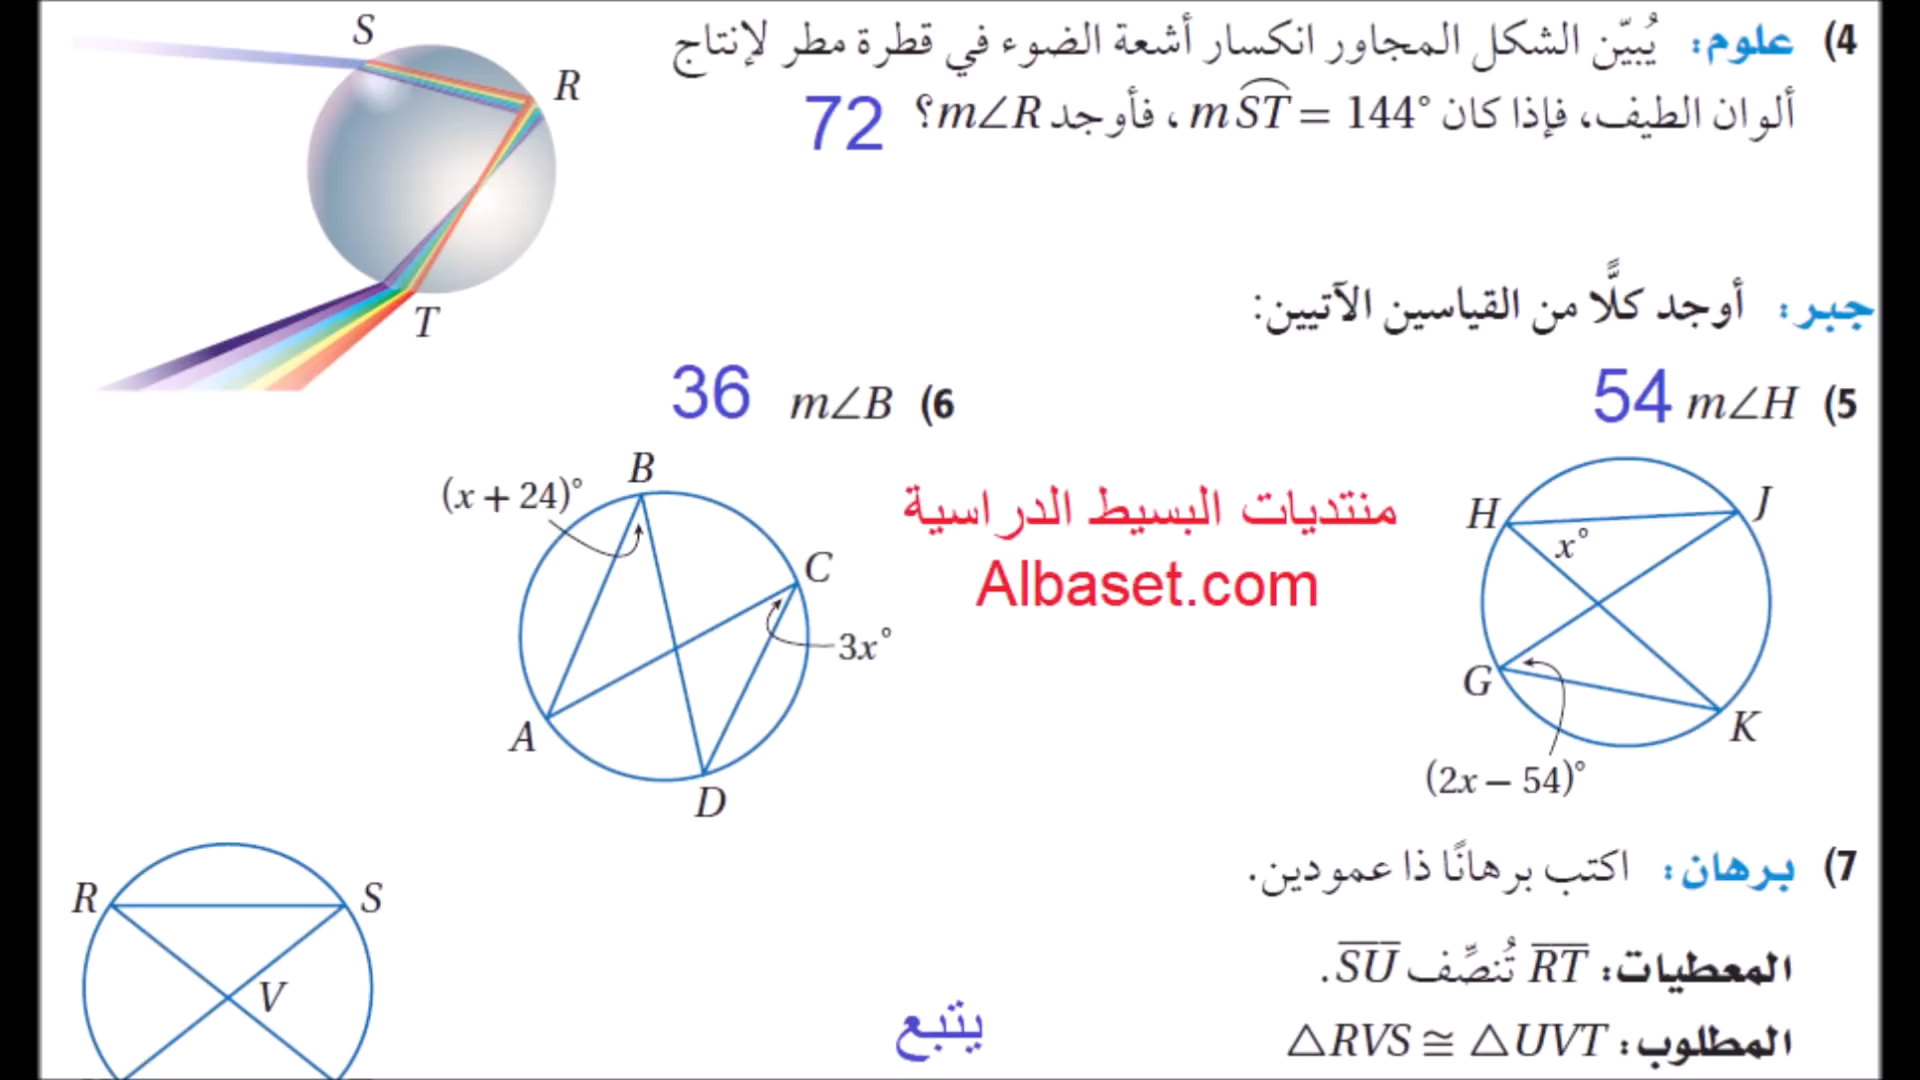 4) علوم: يُبيّن الشكل المجاور انكسار أشعة الضوء في قطرة مطر لإنتاج
ألوان الطيف، فإذا كان m ST = 144°، فأوجد m∠R؟ 72
S
R
T
جبر: أوجد كلًّا من القياسين الآتيين:
5) m∠H 54
6) m∠B 36
H
J
x°
G
K
(2x – 54)°
B
(x + 24)°
C
3x°
A
D
منتديات البسيط الدراسية
Albaset.com
7) برهان: اكتب برهانًا ذا عمودين.
المعطيات: RT تُنصِّف SU.
المطلوب: △RVS ≅ △UVT
R
S
V
يتبع